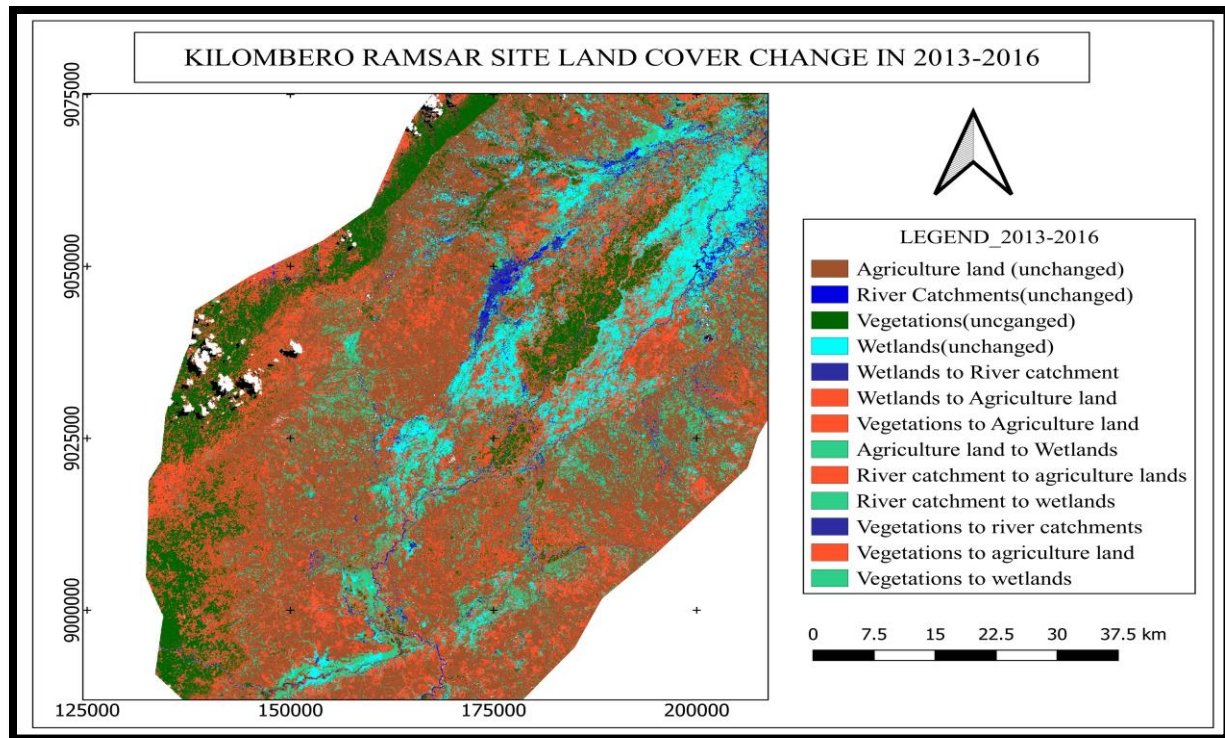 KILOMBERO RAMSAR SITE LAND COVER CHANGE IN 2013-2016
9075000
9050000
9025000
9000000
125000 150000 175000 200000
LEGEND_2013-2016
Agriculture land (unchanged)
River Catchments(unchanged)
Vegetations(uncganged)
Wetlands(unchanged)
Wetlands to River catchment
Wetlands to Agriculture land
Vegetations to Agriculture land
Agriculture land to Wetlands
River catchment to agriculture lands
River catchment to wetlands
Vegetations to river catchments
Vegetations to agriculture land
Vegetations to wetlands
0 7.5 15 22.5 30 37.5 km